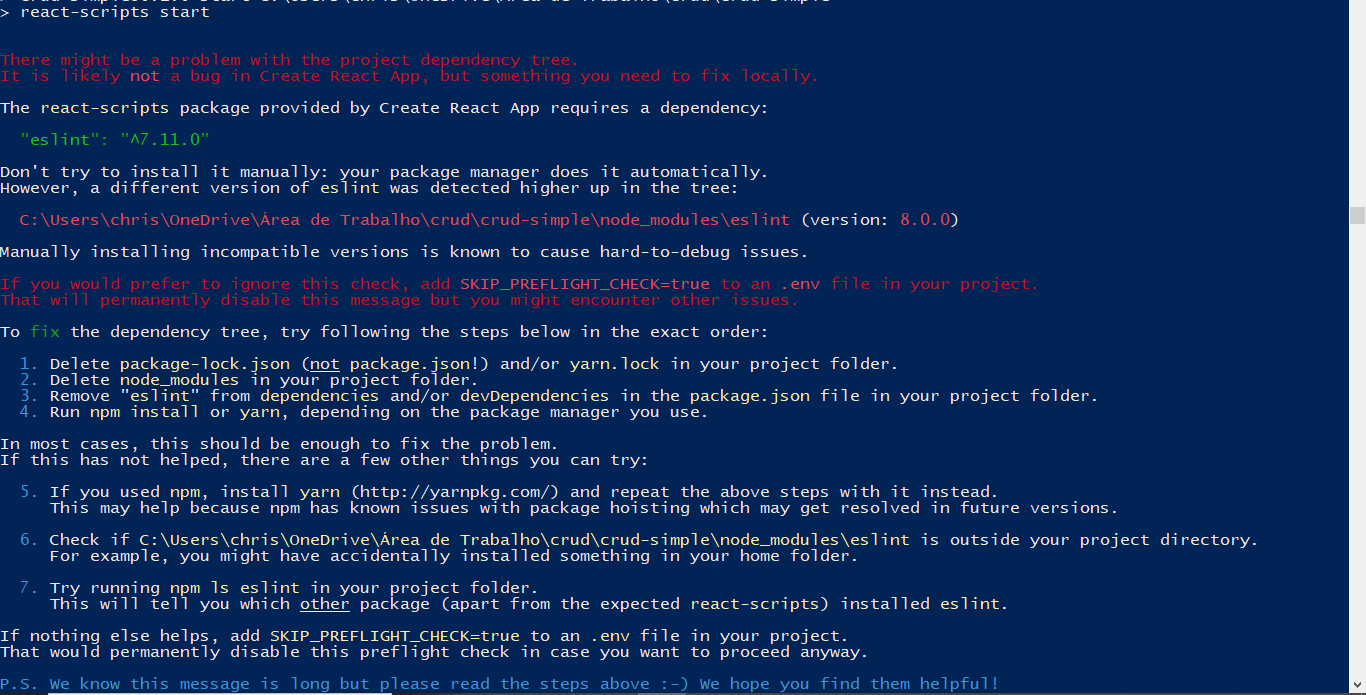 > react-scripts start
There might be a problem with the project dependency tree.
It is likely not a bug in Create React App, but something you need to fix locally.
The react-scripts package provided by Create React App requires a dependency:
"eslint": "^7.11.0"
Don't try to install it manually: your package manager does it automatically.
However, a different version of eslint was detected higher up in the tree:
C:\Users\chris\OneDrive\Área de Trabalho\crud\crud-simple\node_modules\eslint (version: 8.0.0)
Manually installing incompatible versions is known to cause hard-to-debug issues.
If you would prefer to ignore this check, add SKIP_PREFLIGHT_CHECK=true to an .env file in your project.
That will permanently disable this message but you might encounter other issues.
To fix the dependency tree, try following the steps below in the exact order:
1. Delete package-lock.json (not package.json!) and/or yarn.lock in your project folder.
2. Delete node_modules in your project folder.
3. Remove "eslint" from dependencies and/or devDependencies in the package.json file in your project folder.
4. Run npm install or yarn, depending on the package manager you use.
In most cases, this should be enough to fix the problem.
If this has not helped, there are a few other things you can try:
5. If you used npm, install yarn (http://yarnpkg.com/) and repeat the above steps with it instead.
This may help because npm has known issues with package hoisting which may get resolved in future versions.
6. Check if C:\Users\chris\OneDrive\Área de Trabalho\crud\crud-simple\node_modules\eslint is outside your project directory.
For example, you might have accidentally installed something in your home folder.
7. Try running npm ls eslint in your project folder.
This will tell you which other package (apart from the expected react-scripts) installed eslint.
If nothing else helps, add SKIP_PREFLIGHT_CHECK=true to an .env file in your project.
That would permanently disable this preflight check in case you want to proceed anyway.
P.S. We know this message is long but please read the steps above :-) We hope you find them helpful!